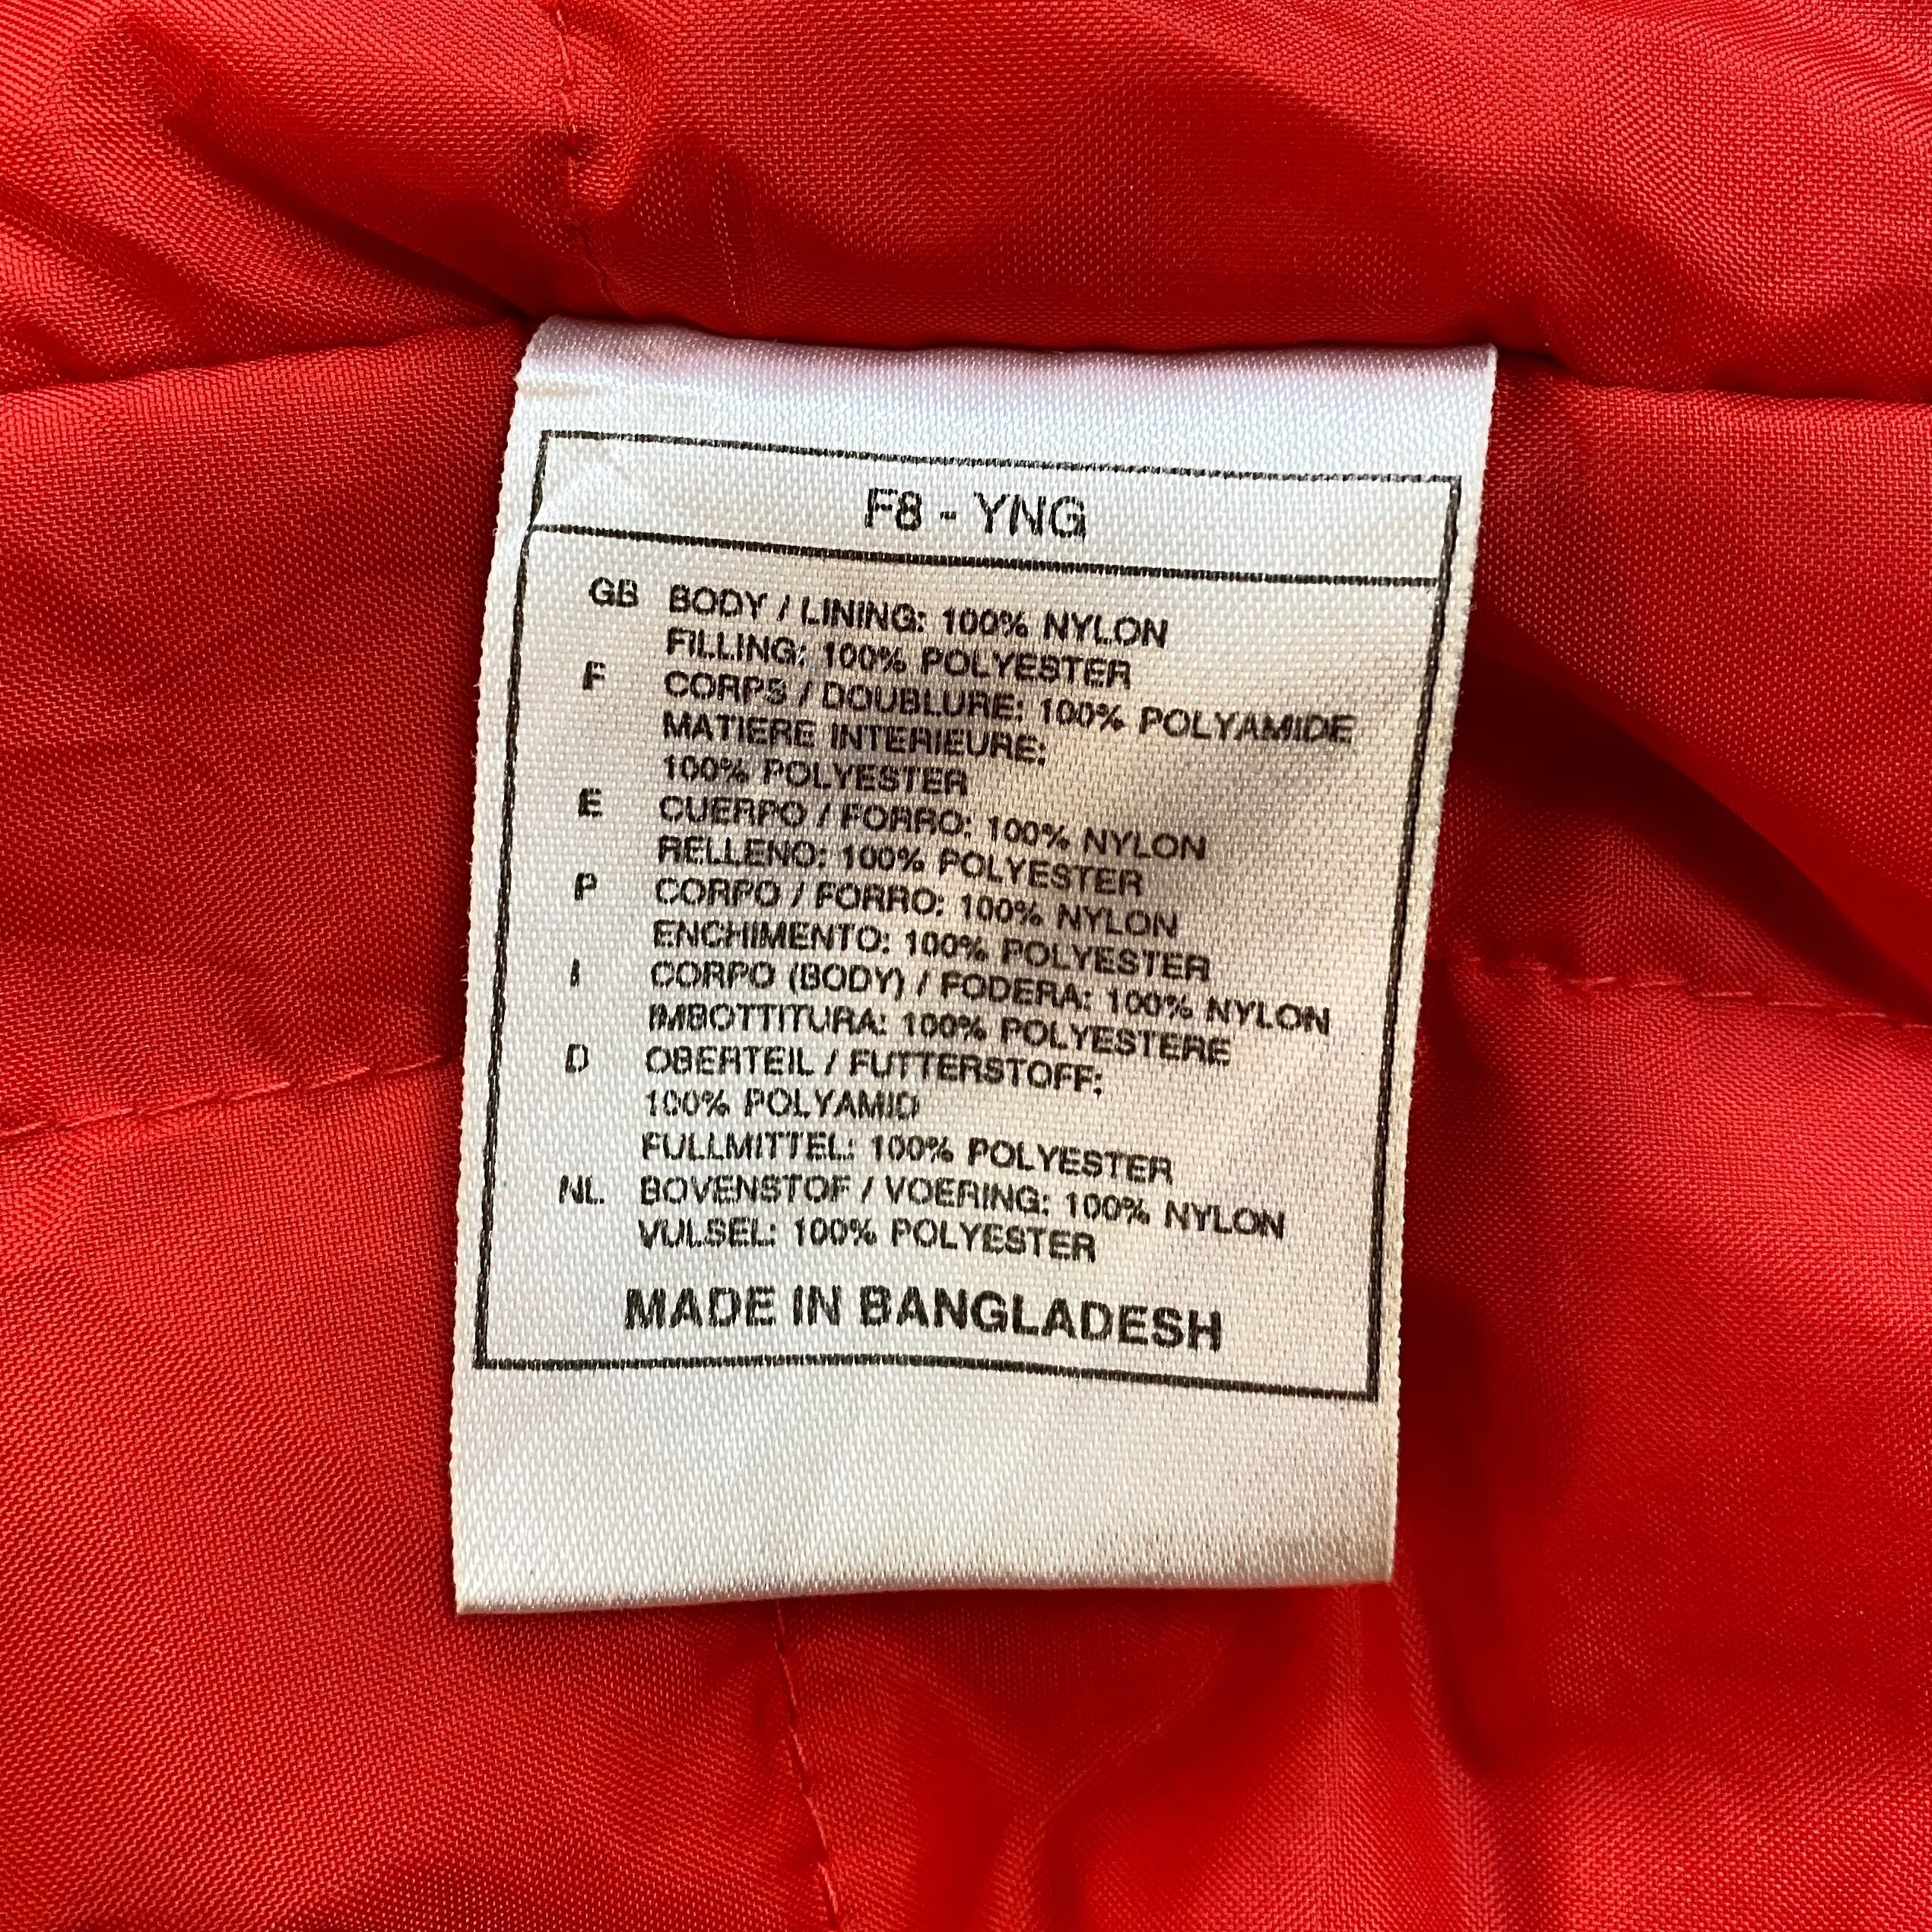 F8 - YNG
GB BODY / LINING: 100% NYLON
FILLING: 100% POLYESTER
F CORPS / DOUBLURE: 100% POLYAMIDE
MATIERE INTERIEURE:
100% POLYESTER
E CUERPO / FORRO: 100% NYLON
RELLENO: 100% POLYESTER
P CORPO / FORRO: 100% NYLON
ENCHIMENTO: 100% POLYESTER
I CORPO (BODY) / FODERA: 100% NYLON
IMBOTTITURA: 100% POLYESTERE
D OBERTEIL / FUTTERSTOFF:
100% POLYAMID
FULLMITTEL: 100% POLYESTER
NL BOVENSTOF / VOERING: 100% NYLON
VULSEL: 100% POLYESTER
MADE IN BANGLADESH